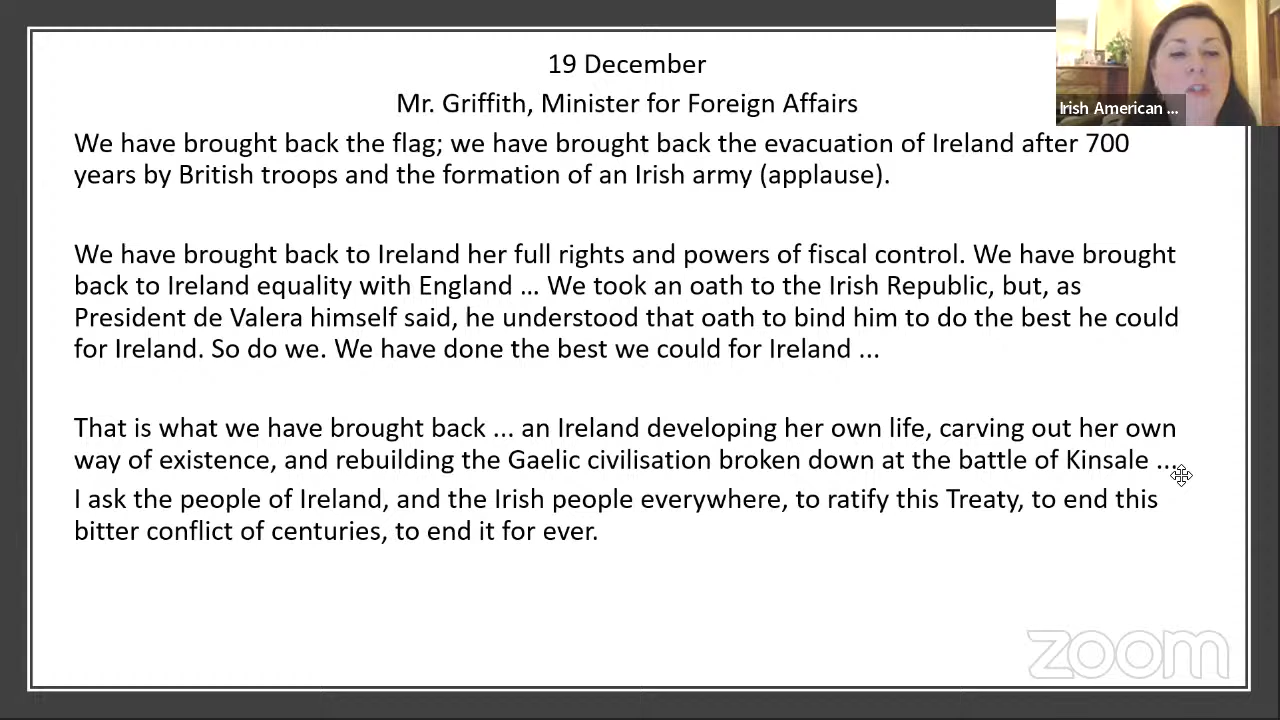 19 December
Mr. Griffith, Minister for Foreign Affairs
Irish American ...
We have brought back the flag; we have brought back the evacuation of Ireland after 700
years by British troops and the formation of an Irish army (applause).
We have brought back to Ireland her full rights and powers of fiscal control. We have brought
back to Ireland equality with England ... We took an oath to the Irish Republic, but, as
President de Valera himself said, he understood that oath to bind him to do the best he could
for Ireland. So do we. We have done the best we could for Ireland ...
That is what we have brought back ... an Ireland developing her own life, carving out her own
way of existence, and rebuilding the Gaelic civilisation broken down at the battle of Kinsale ...
I ask the people of Ireland, and the Irish people everywhere, to ratify this Treaty, to end this
bitter conflict of centuries, to end it for ever.
zoom